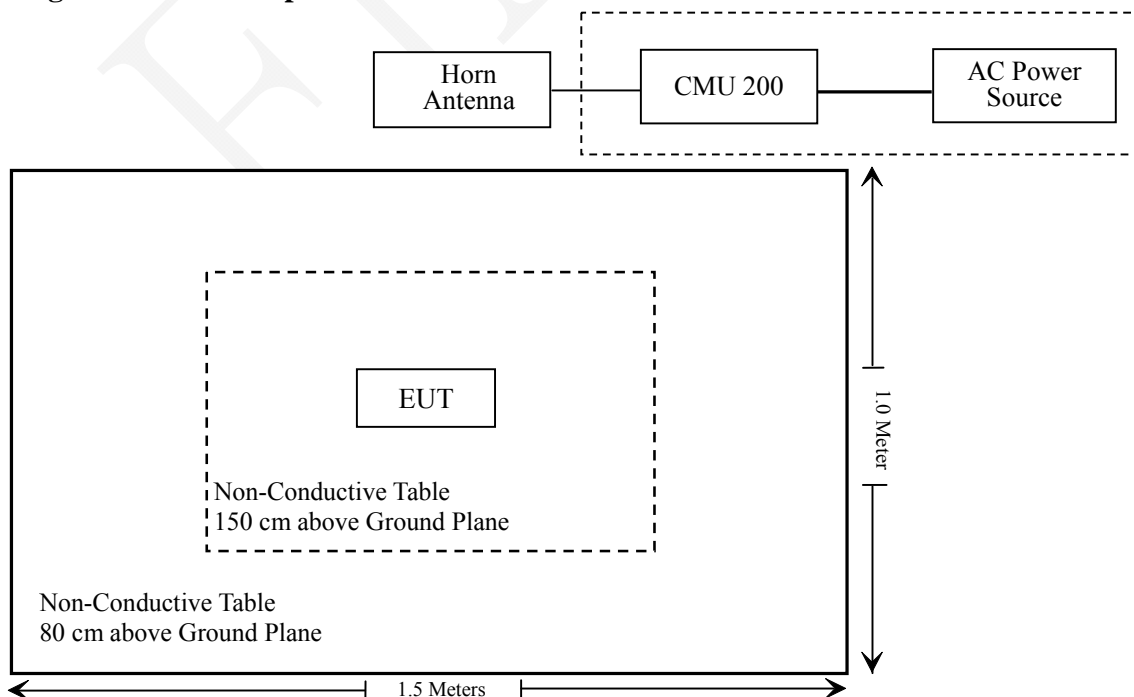 Horn
Antenna
CMU 200
AC Power
Source
EUT
Non-Conductive Table
150 cm above Ground Plane
Non-Conductive Table
80 cm above Ground Plane
1.0 Meter
1.5 Meters